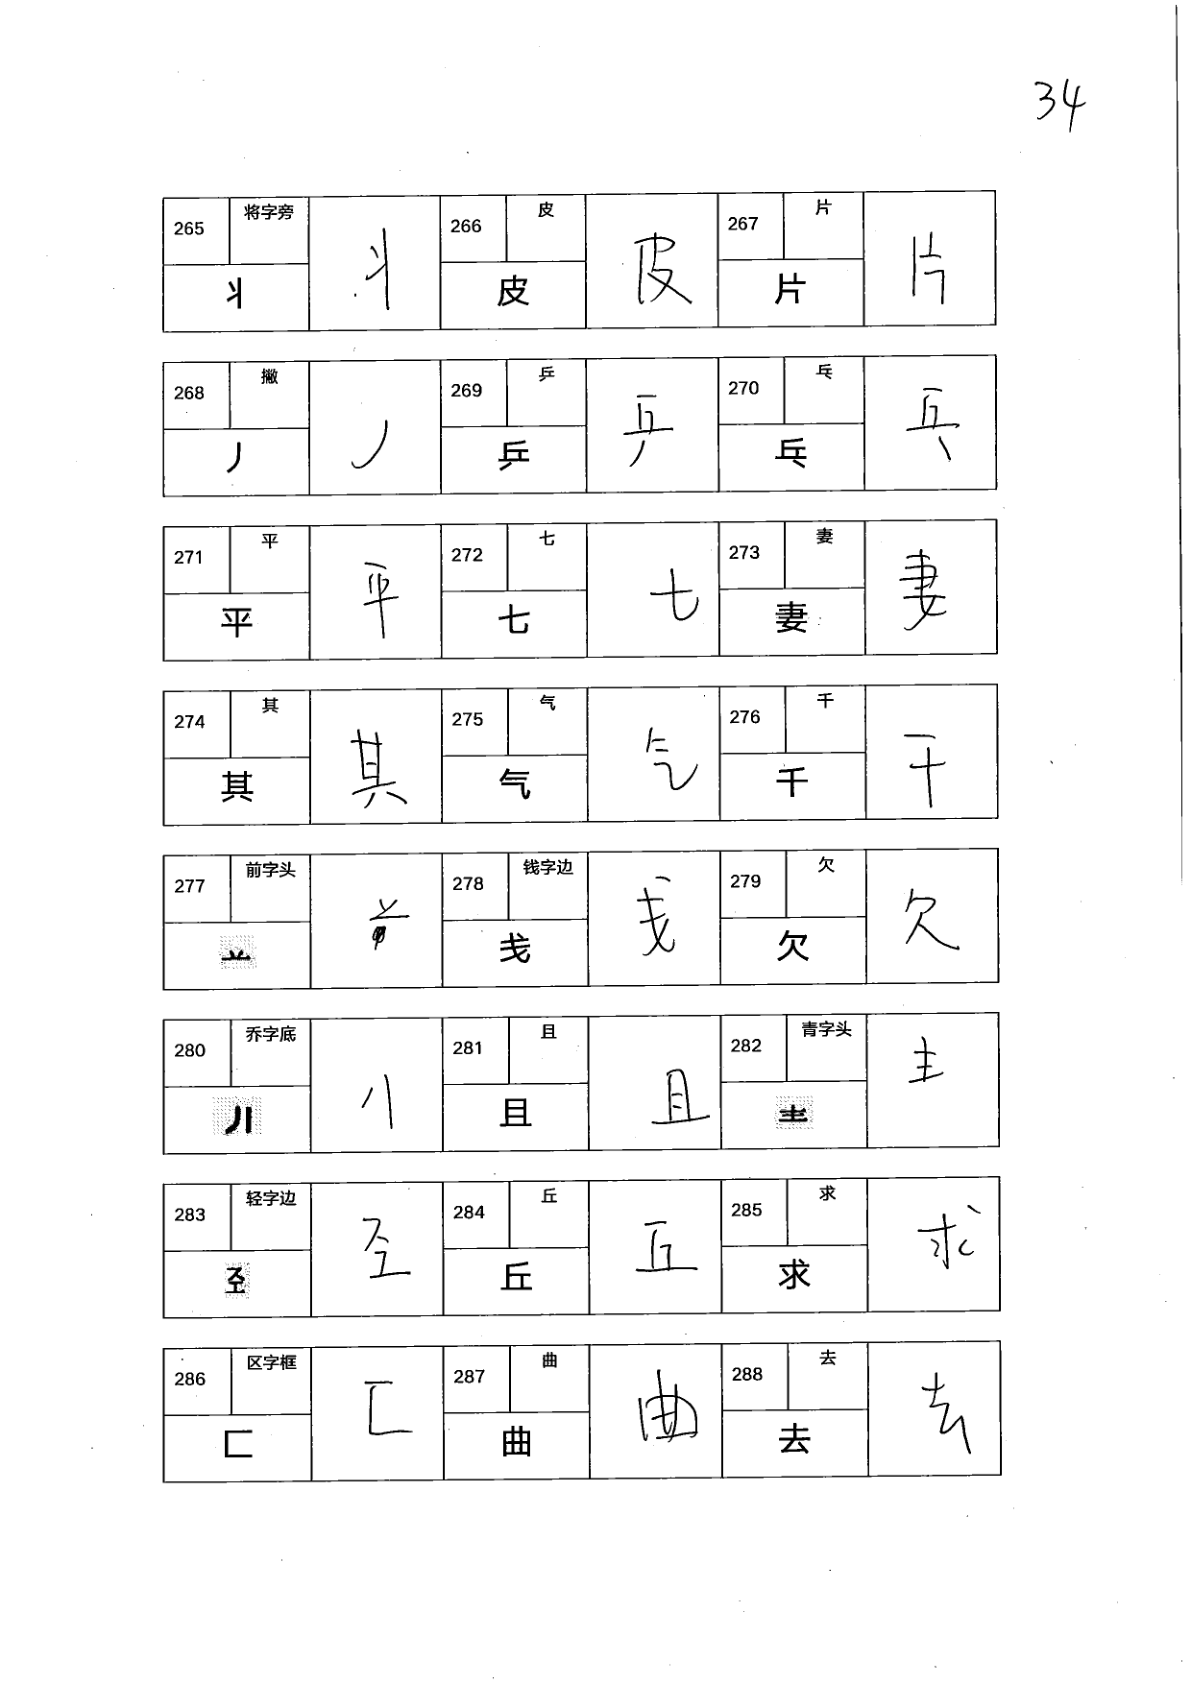 34
265 将字旁 丬 丬 266 皮 皮 皮 267 片 片 片
268 撇 丿 丿 269 乒 乒 乒 270 乓 乓 乓
271 平 平 平 272 七 七 七 273 妻 妻 妻
274 其 其 其 275 气 气 气 276 千 千 千
277 前字头 䒑 䒑 278 钱字边 戋 戋 279 欠 欠 欠
280 乔字底 丿丨 丿丨 281 且 且 且 282 青字头 龶 龶
283 轻字边 𢀖 𢀖 284 丘 丘 丘 285 求 求 求
286 区字框 匚 匚 287 曲 曲 曲 288 去 去 去